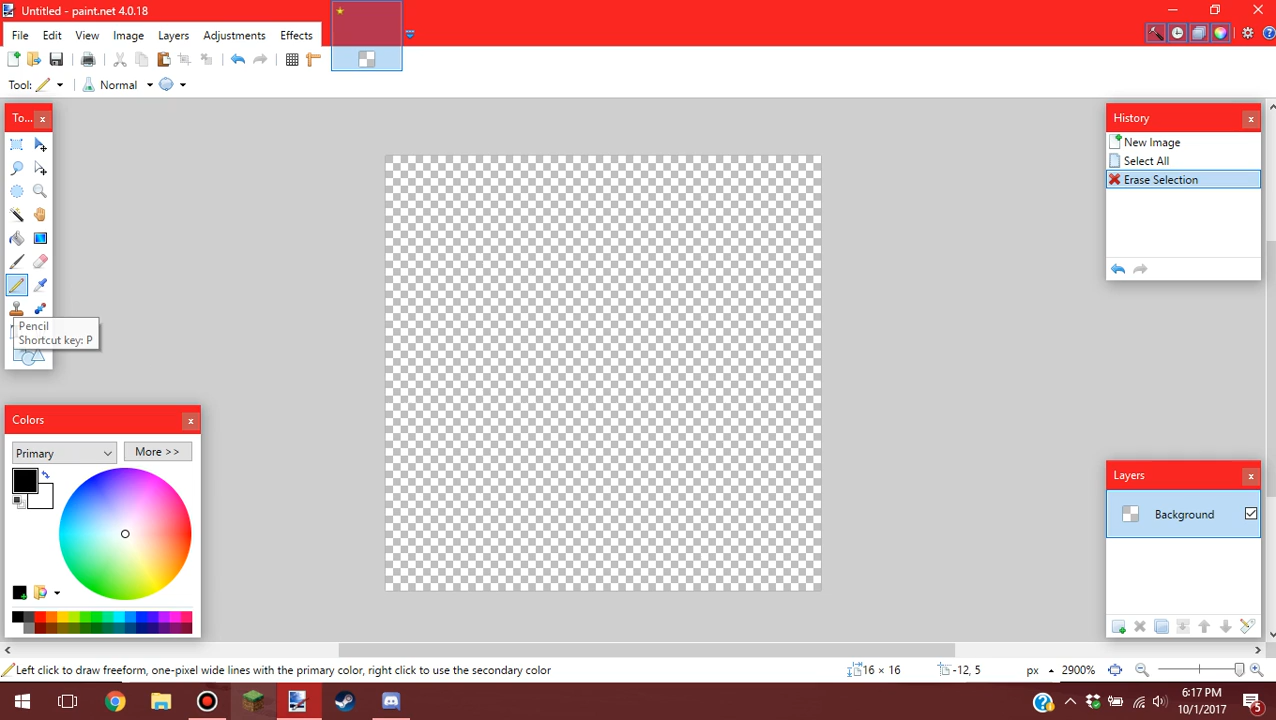 Untitled - paint.net 4.0.18
File Edit View Image Layers Adjustments Effects
Tool: Normal
To...
Pencil
Shortcut key: P
Colors
Primary
More >>
History
New Image
Select All
Erase Selection
Layers
Background
Left click to draw freeform, one-pixel wide lines with the primary color, right click to use the secondary color
16 × 16
-12, 5
px
2900%
6:17 PM
10/1/2017
5